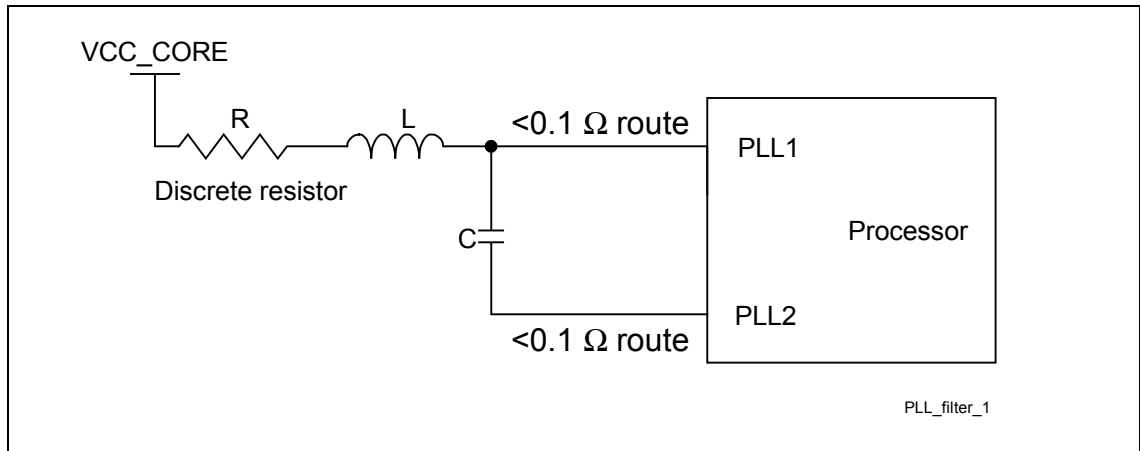 VCC_CORE
R
L
<0.1 Ω route
PLL1
Discrete resistor
C
Processor
PLL2
<0.1 Ω route
PLL_filter_1